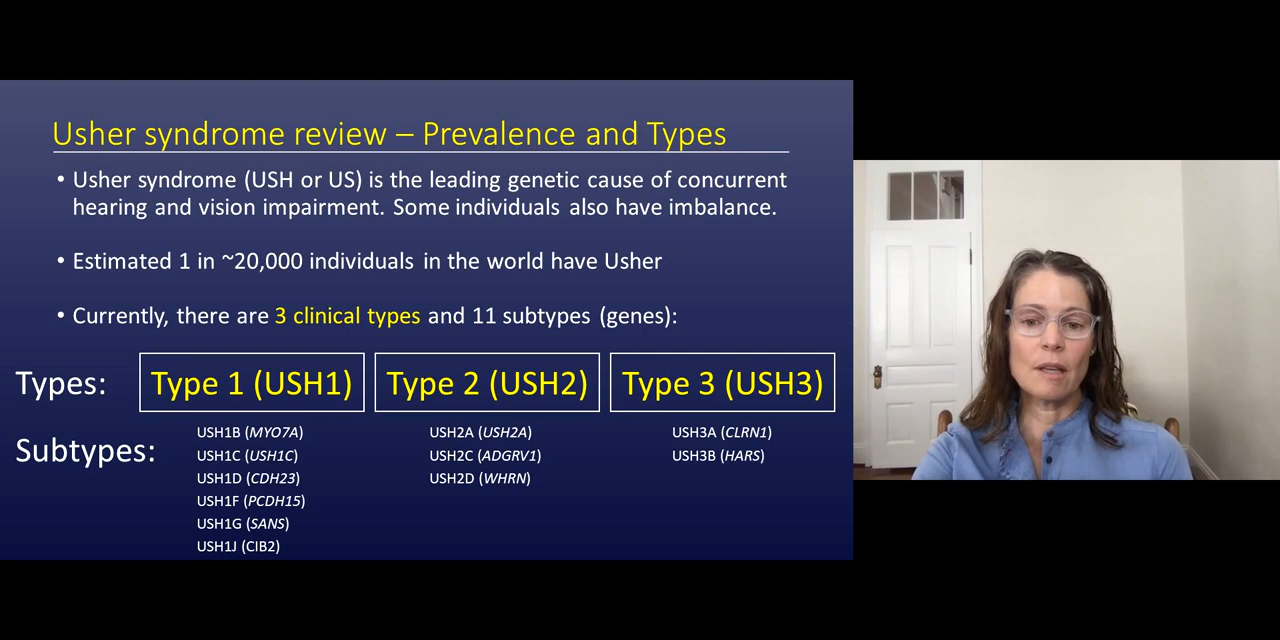 Usher syndrome review – Prevalence and Types
• Usher syndrome (USH or US) is the leading genetic cause of concurrent
hearing and vision impairment. Some individuals also have imbalance.
• Estimated 1 in ~20,000 individuals in the world have Usher
• Currently, there are 3 clinical types and 11 subtypes (genes):
Types: Type 1 (USH1) Type 2 (USH2) Type 3 (USH3)
Subtypes:
USH1B (MYO7A)
USH1C (USH1C)
USH1D (CDH23)
USH1F (PCDH15)
USH1G (SANS)
USH1J (CIB2)
USH2A (USH2A)
USH2C (ADGRV1)
USH2D (WHRN)
USH3A (CLRN1)
USH3B (HARS)